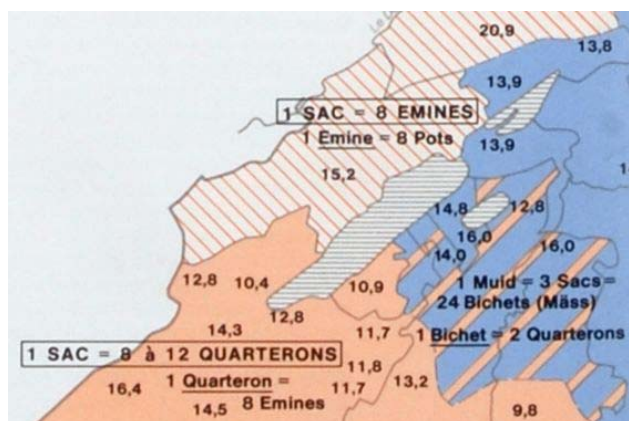 20,9
13,8
13,9
1 SAC = 8 EMINES
1 Emine = 8 Pots
13,9
15,2
14,8
12,8
16,0
14,0
16,0
12,8
10,4
10,9
1 Muid = 3 Sacs=
24 Bichets (Mäss)
12,8
14,3
11,7
1 Bichet = 2 Quarterons
1 SAC = 8 à 12 QUARTERONS
11,8
16,4
1 Quarteron =
8 Emines
11,7
13,2
14,5
9,8